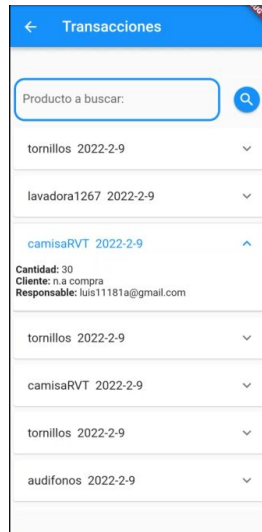 Transacciones
Producto a buscar:
tornillos 2022-2-9
lavadora1267 2022-2-9
camisaRVT 2022-2-9
Cantidad: 30
Cliente: n.a compra
Responsable: luis11181a@gmail.com
tornillos 2022-2-9
camisaRVT 2022-2-9
tornillos 2022-2-9
audifonos 2022-2-9